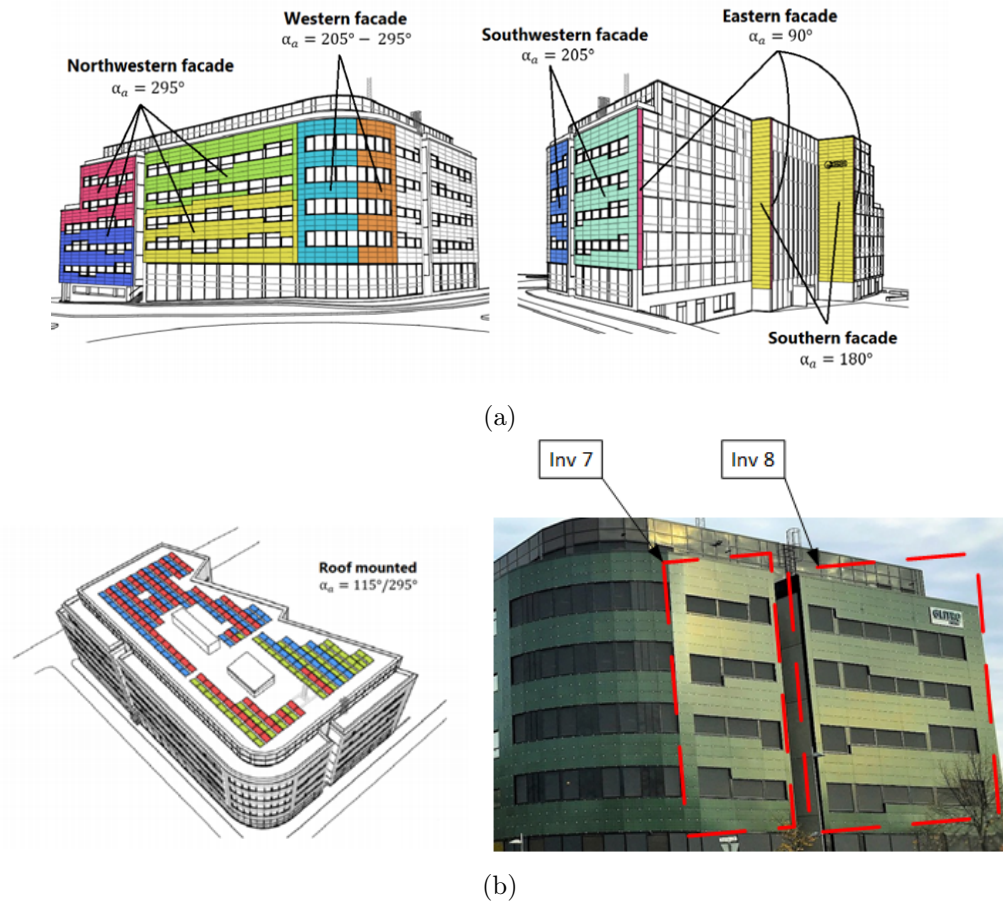 Western facade
αₐ = 205° − 295°
Northwestern facade
αₐ = 295°
Southwestern facade
αₐ = 205°
Eastern facade
αₐ = 90°
Southern facade
αₐ = 180°
(a)
Roof mounted
αₐ = 115°/295°
Inv 7
Inv 8
(b)